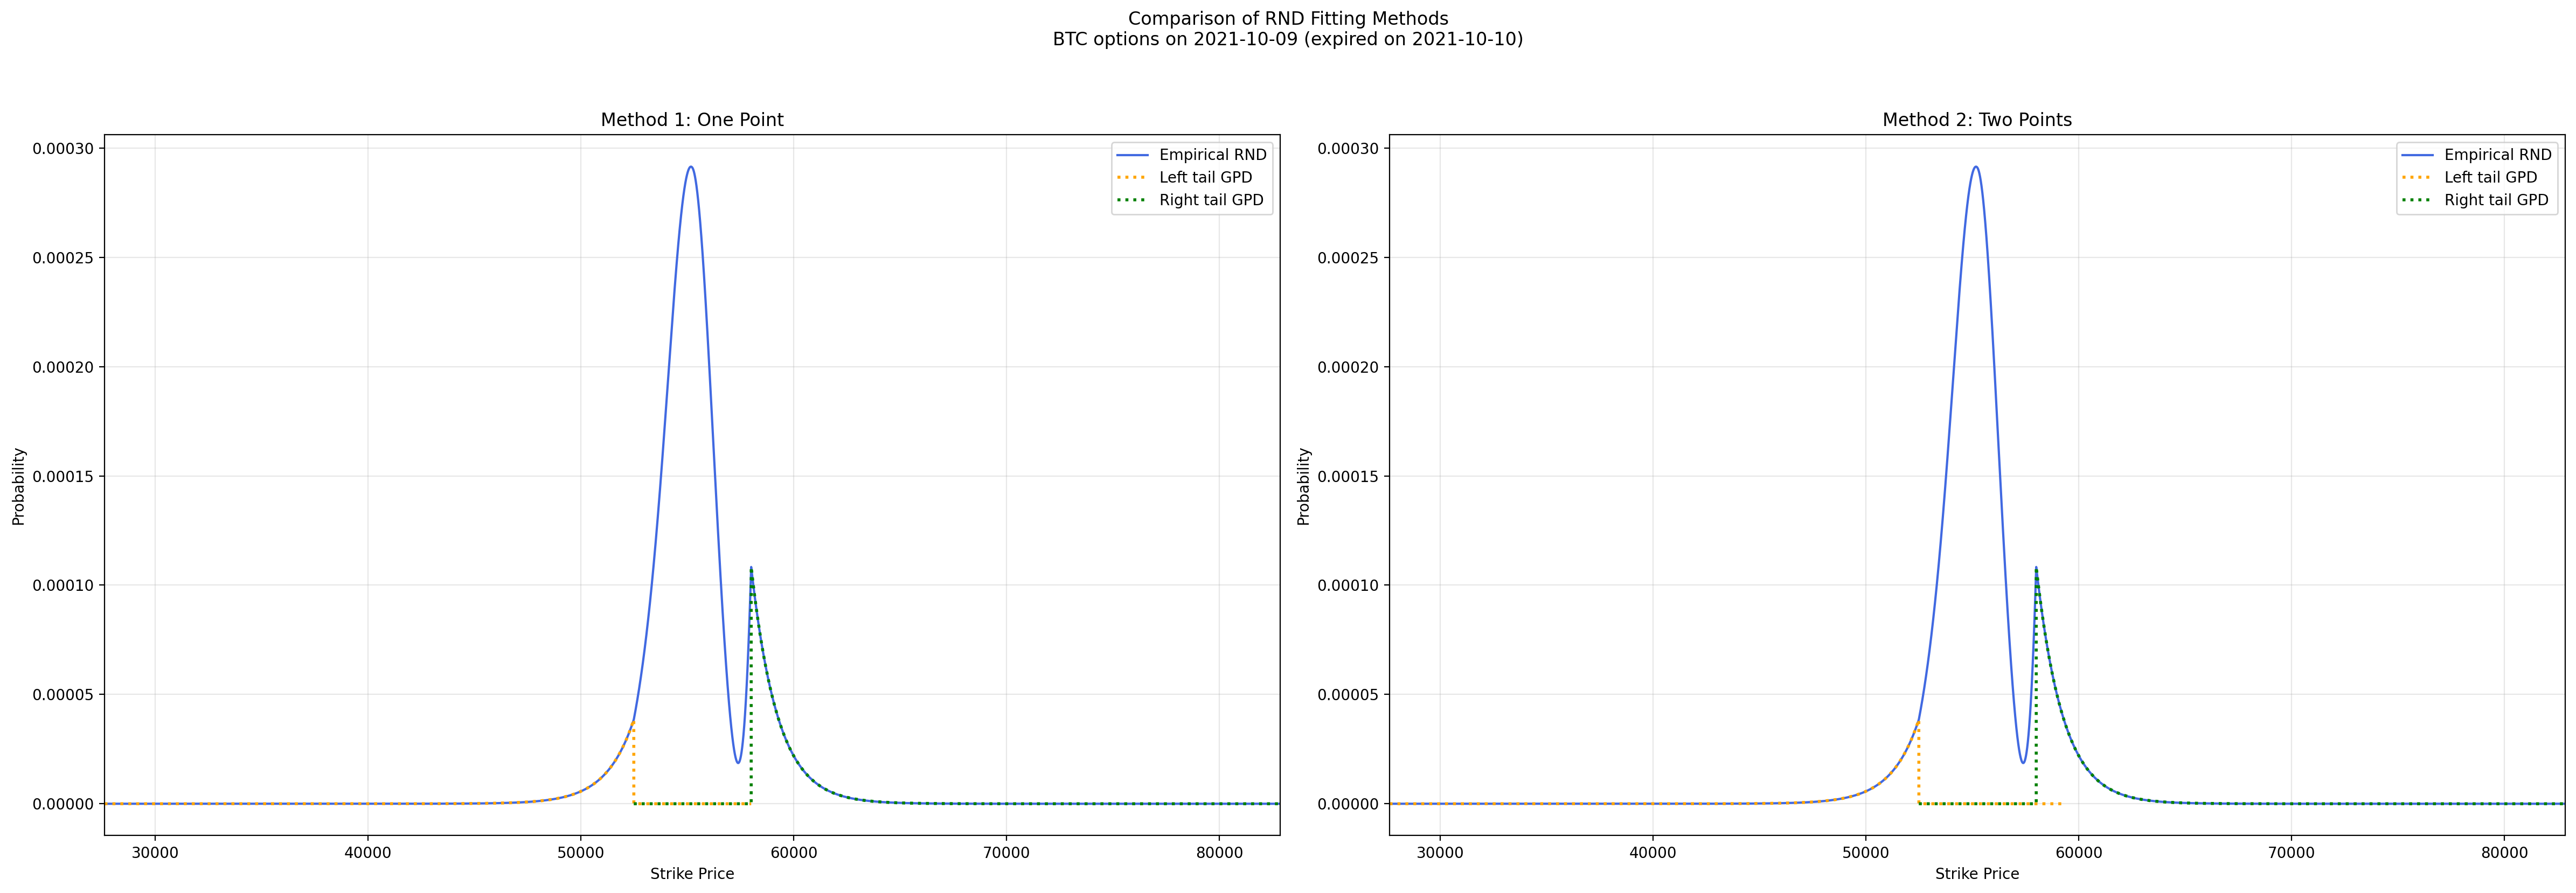 Comparison of RND Fitting Methods
BTC options on 2021-10-09 (expired on 2021-10-10)
Method 1: One Point
0.00030
0.00025
0.00020
0.00015
0.00010
0.00005
0.00000
Probability
30000 40000 50000 60000 70000 80000
Strike Price
Empirical RND
Left tail GPD
Right tail GPD
Method 2: Two Points
0.00030
0.00025
0.00020
0.00015
0.00010
0.00005
0.00000
Probability
30000 40000 50000 60000 70000 80000
Strike Price
Empirical RND
Left tail GPD
Right tail GPD